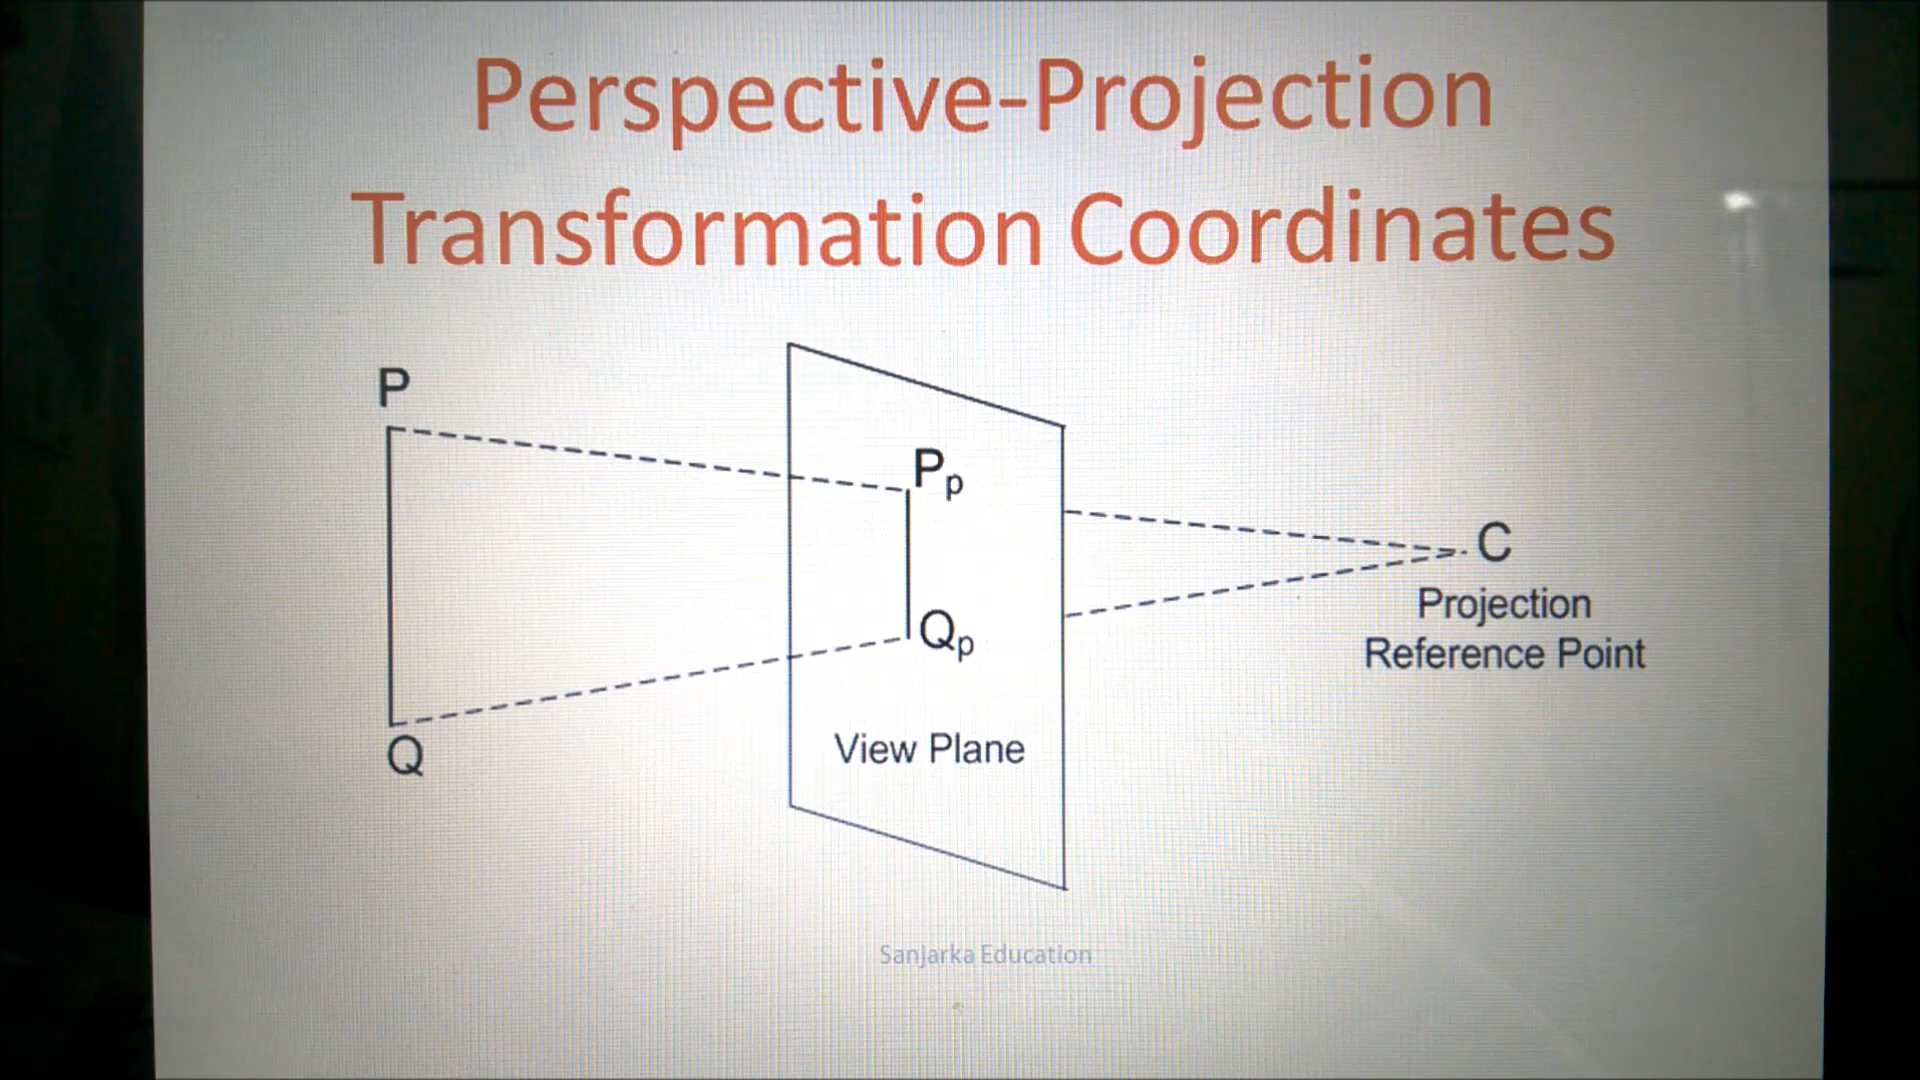 Perspective-Projection
Transformation Coordinates
P
Pp
C
Projection
Reference Point
Qp
View Plane
Q
Sanjarka Education